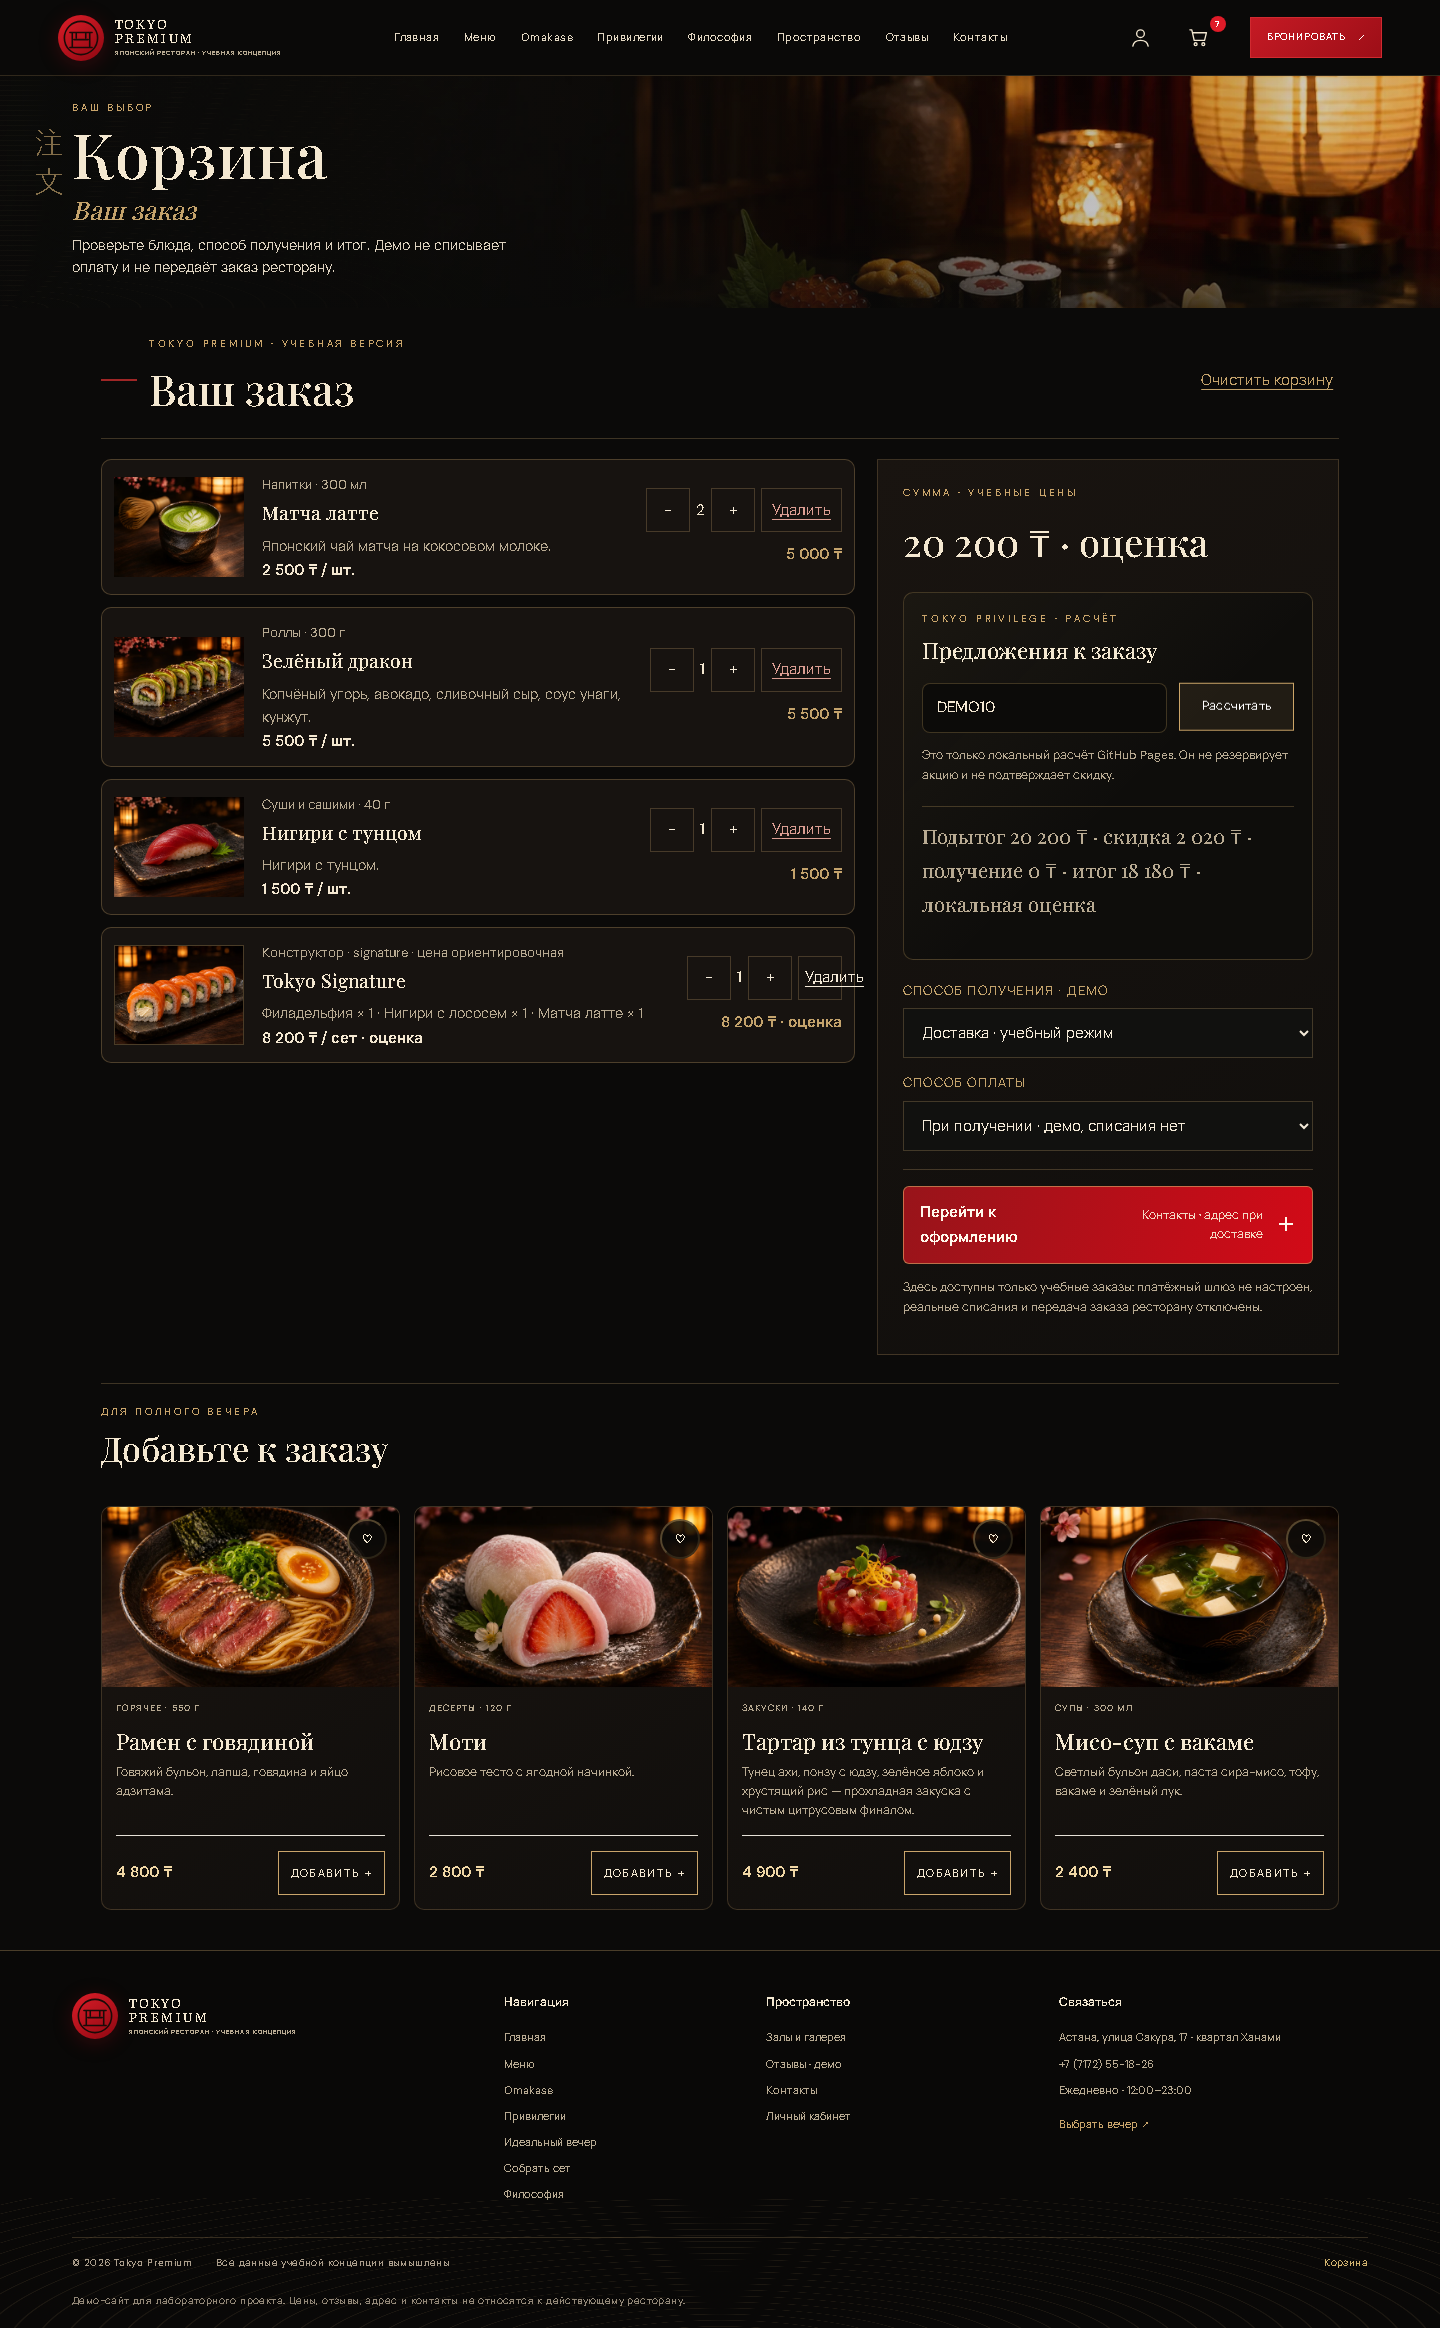 TOKYO
PREMIUM
ЯПОНСКИЙ РЕСТОРАН · УЧЕБНАЯ КОНЦЕПЦИЯ
Главная Меню Omakase Привилегии Философия Пространство Отзывы Контакты
7
БРОНИРОВАТЬ ↗
ВАШ ВЫБОР
注文
Корзина
Ваш заказ
Проверьте блюда, способ получения и итог. Демо не списывает
оплату и не передаёт заказ ресторану.
TOKYO PREMIUM · УЧЕБНАЯ ВЕРСИЯ
Ваш заказ
Очистить корзину
Напитки · 300 мл
Матча латте
Японский чай матча на кокосовом молоке.
2 500 ₸ / шт.
− 2 + Удалить
5 000 ₸
Роллы · 300 г
Зелёный дракон
Копчёный угорь, авокадо, сливочный сыр, соус унаги,
кунжут.
5 500 ₸ / шт.
− 1 + Удалить
5 500 ₸
Суши и сашими · 40 г
Нигири с тунцом
Нигири с тунцом.
1 500 ₸ / шт.
− 1 + Удалить
1 500 ₸
Конструктор · signature · цена ориентировочная
Tokyo Signature
Филадельфия × 1 · Нигири с лососем × 1 · Матча латте × 1
8 200 ₸ / сет · оценка
− 1 + Удалить
8 200 ₸ · оценка
СУММА · УЧЕБНЫЕ ЦЕНЫ
20 200 ₸ · оценка
TOKYO PRIVILEGE · РАСЧЁТ
Предложения к заказу
DEMO10
Рассчитать
Это только локальный расчёт GitHub Pages. Он не резервирует
акцию и не подтверждает скидку.
Подытог 20 200 ₸ · скидка 2 020 ₸ ·
получение 0 ₸ · итог 18 180 ₸ ·
локальная оценка
СПОСОБ ПОЛУЧЕНИЯ · ДЕМО
Доставка · учебный режим
СПОСОБ ОПЛАТЫ
При получении · демо, списания нет
Перейти к
оформлению
Контакты · адрес при
доставке
+
Здесь доступны только учебные заказы: платёжный шлюз не настроен,
реальные списания и передача заказа ресторану отключены.
ДЛЯ ПОЛНОГО ВЕЧЕРА
Добавьте к заказу
ГОРЯЧЕЕ · 550 Г
Рамен с говядиной
Говяжий бульон, лапша, говядина и яйцо
адзитама.
4 800 ₸
ДОБАВИТЬ +
ДЕСЕРТЫ · 120 Г
Моти
Рисовое тесто с ягодной начинкой.
2 800 ₸
ДОБАВИТЬ +
ЗАКУСКИ · 140 Г
Тартар из тунца с юдзу
Тунец ахи, понзу с юдзу, зелёное яблоко и
хрустящий рис — прохладная закуска с
чистым цитрусовым финалом.
4 900 ₸
ДОБАВИТЬ +
СУПЫ · 300 МЛ
Мисо-суп с вакаме
Светлый бульон даси, паста сиро-мисо, тофу,
вакаме и зелёный лук.
2 400 ₸
ДОБАВИТЬ +
TOKYO
PREMIUM
ЯПОНСКИЙ РЕСТОРАН · УЧЕБНАЯ КОНЦЕПЦИЯ
Навигация
Главная
Меню
Omakase
Привилегии
Идеальный вечер
Собрать сет
Философия
Пространство
Залы и галерея
Отзывы · демо
Контакты
Личный кабинет
Связаться
Астана, улица Сакура, 17 · квартал Ханами
+7 (7172) 55-18-26
Ежедневно · 12:00–23:00
Выбрать вечер ↗
© 2026 Tokyo Premium Все данные учебной концепции вымышлены
Корзина
Демо-сайт для лабораторного проекта. Цены, отзывы, адрес и контакты не относятся к действующему ресторану.